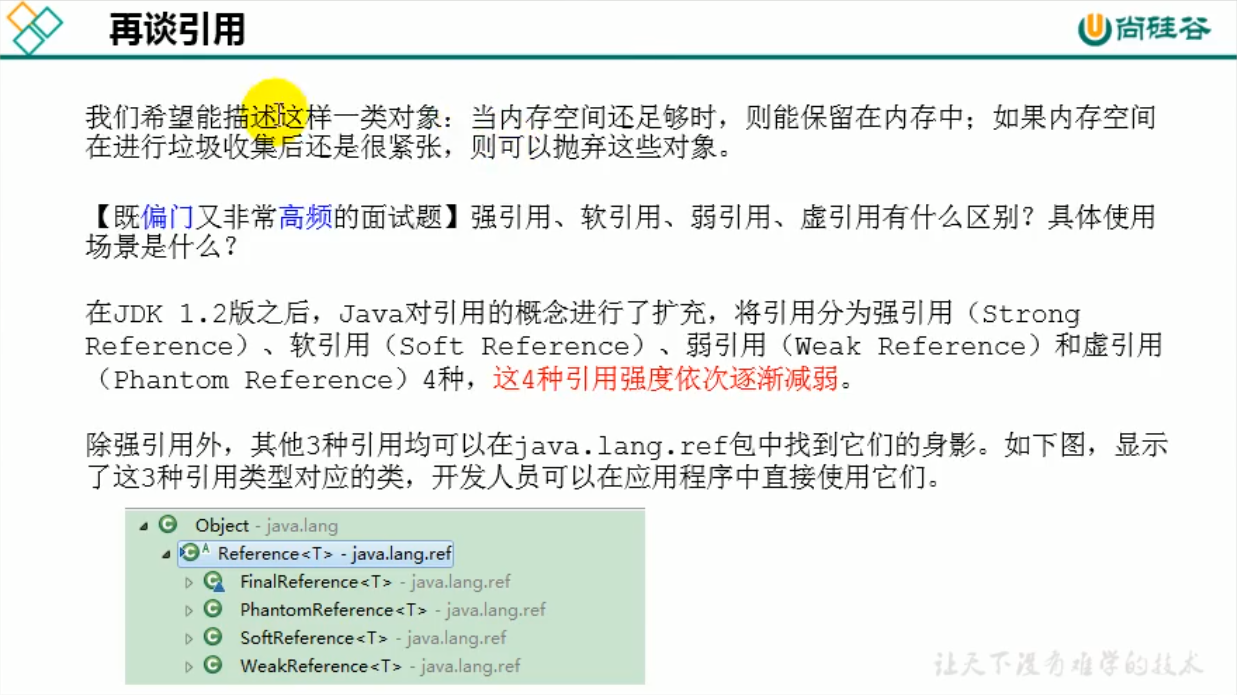 再谈引用
尚硅谷
我们希望能描述这样一类对象：当内存空间还足够时，则能保留在内存中；如果内存空间
在进行垃圾收集后还是很紧张，则可以抛弃这些对象。
【既偏门又非常高频的面试题】强引用、软引用、弱引用、虚引用有什么区别？具体使用
场景是什么？
在JDK 1.2版之后，Java对引用的概念进行了扩充，将引用分为强引用（Strong
Reference）、软引用（Soft Reference）、弱引用（Weak Reference）和虚引用
（Phantom Reference）4种，这4种引用强度依次逐渐减弱。
除强引用外，其他3种引用均可以在java.lang.ref包中找到它们的身影。如下图，显示
了这3种引用类型对应的类，开发人员可以在应用程序中直接使用它们。
Object - java.lang
Reference<T> - java.lang.ref
FinalReference<T> - java.lang.ref
PhantomReference<T> - java.lang.ref
SoftReference<T> - java.lang.ref
WeakReference<T> - java.lang.ref
让天下没有难学的技术